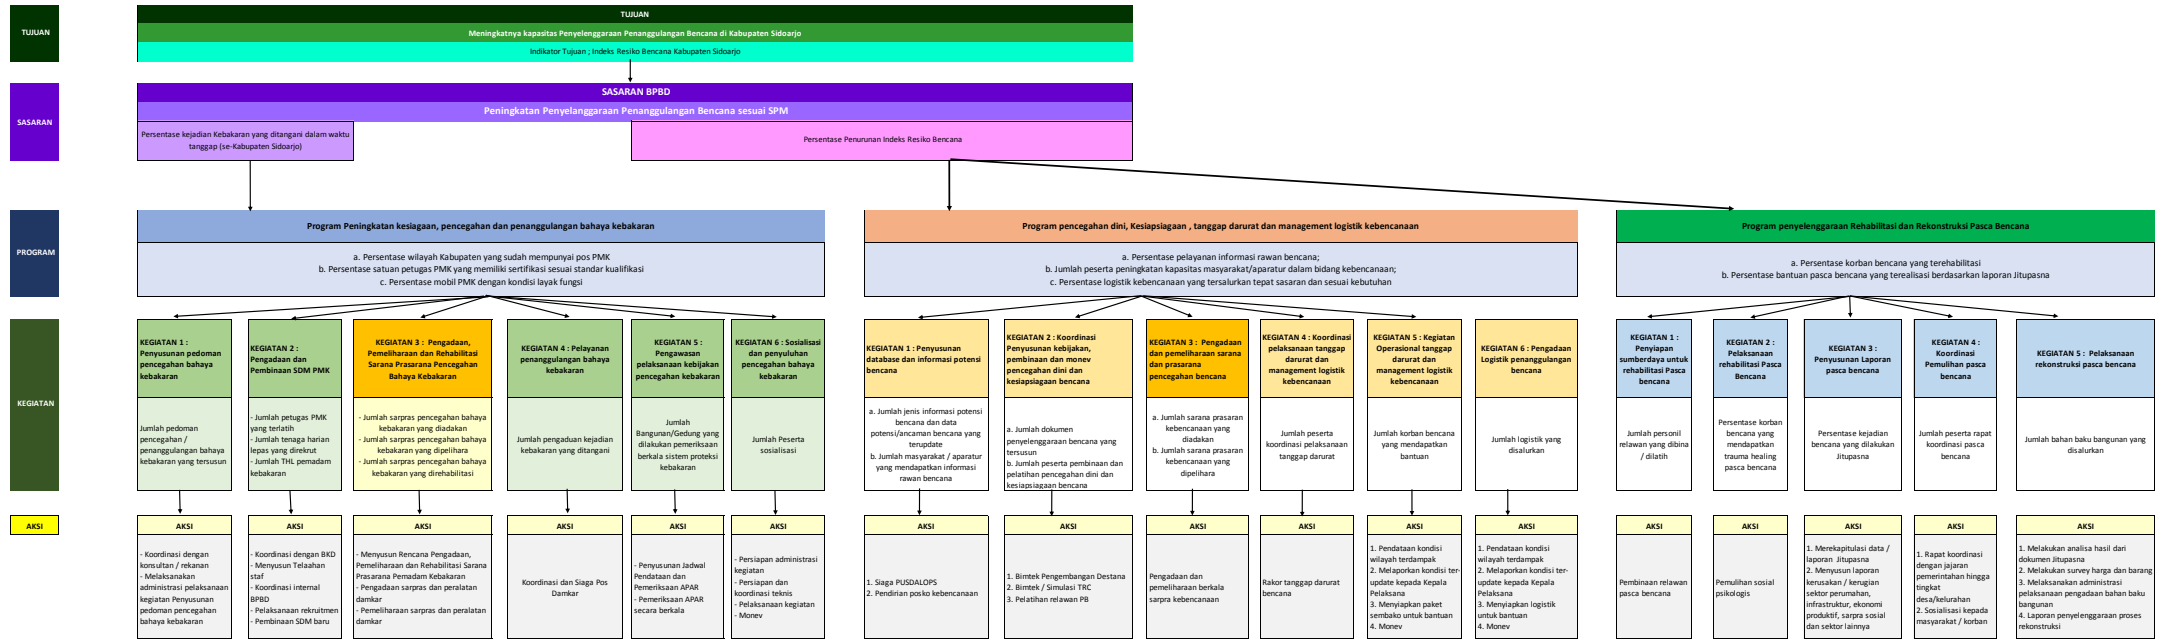 TUJUAN
TUJUAN
Meningkatnya kapasitas Penyelenggaraan Penanggulangan Bencana di Kabupaten Sidoarjo
Indikator Tujuan ; Indeks Resiko Bencana Kabupaten Sidoarjo
SASARAN
SASARAN BPBD
Peningkatan Penyelanggaraan Penanggulangan Bencana sesuai SPM
Persentase kejadian Kebakaran yang ditangani dalam waktu
tanggap (se-Kabupaten Sidoarjo)
Persentase Penurunan Indeks Resiko Bencana
PROGRAM
Program Peningkatan kesiagaan, pencegahan dan penanggulangan bahaya kebakaran
a. Persentase wilayah Kabupaten yang sudah mempunyai pos PMK
b. Persentase satuan petugas PMK yang memiliki sertifikasi sesuai standar kualifikasi
c. Persentase mobil PMK dengan kondisi layak fungsi
Program pencegahan dini, Kesiapsiagaan , tanggap darurat dan management logistik kebencanaan
a. Persentase pelayanan informasi rawan bencana;
b. Jumlah peserta peningkatan kapasitas masyarakat/aparatur dalam bidang kebencanaan;
c. Persentase logistik kebencanaan yang tersalurkan tepat sasaran dan sesuai kebutuhan
Program penyelenggaraan Rehabilitasi dan Rekonstruksi Pasca Bencana
a. Persentase korban bencana yang terehabilitasi
b. Persentase bantuan pasca bencana yang terealisasi berdasarkan laporan Jitupasna
KEGIATAN
KEGIATAN 1 :
Penyusunan pedoman
pencegahan bahaya
kebakaran
KEGIATAN 2 :
Pengadaan dan
Pembinaan SDM PMK
KEGIATAN 3 : Pengadaan,
Pemeliharaan dan Rehabilitasi
Sarana Prasarana Pencegahan
Bahaya Kebakaran
KEGIATAN 4 : Pelayanan
penanggulangan bahaya
kebakaran
KEGIATAN 5 :
Pengawasan
pelaksanaan kebijakan
pencegahan kebakaran
KEGIATAN 6 : Sosialisasi
dan penyuluhan
pencegahan bahaya
kebakaran
KEGIATAN 1 : Penyusunan
database dan informasi potensi
bencana
KEGIATAN 2 : Koordinasi
Penyusunan kebijakan,
pembinaan dan monev
pencegahan dini dan
kesiapsiagaan bencana
KEGIATAN 3 : Pengadaan
dan pemeliharaan sarana
dan prasarana
pencegahan bencana
KEGIATAN 4 : Koordinasi
pelaksanaan tanggap
darurat dan
management logistik
kebencanaan
KEGIATAN 5 : Kegiatan
Operasional tanggap
darurat dan
management logistik
kebencanaan
KEGIATAN 6 : Pengadaan
Logistik penanggulangan
bencana
KEGIATAN 1 :
Penyiapan
sumberdaya untuk
rehabilitasi Pasca
bencana
KEGIATAN 2 :
Pelaksanaan
rehabilitasi Pasca
Bencana
KEGIATAN 3 :
Penyusunan Laporan
pasca bencana
KEGIATAN 4 :
Koordinasi
Pemulihan pasca
bencana
KEGIATAN 5 : Pelaksanaan
rekonstruksi pasca bencana
Jumlah pedoman
pencegahan /
penanggulangan bahaya
kebakaran yang tersusun
- Jumlah petugas PMK
yang terlatih
- Jumlah tenaga harian
lepas yang direkrut
- Jumlah THL pemadam
kebakaran
- Jumlah sarpras pencegahan bahaya
kebakaran yang diadakan
- Jumlah sarpras pencegahan bahaya
kebakaran yang dipelihara
- Jumlah sarpras pencegahan bahaya
kebakaran yang direhabilitasi
Jumlah pengaduan kejadian
kebakaran yang ditangani
Jumlah
Bangunan/Gedung yang
dilakukan pemeriksaan
berkala sistem proteksi
kebakaran
Jumlah Peserta
sosialisasi
a. Jumlah jenis informasi potensi
bencana dan data
potensi/ancaman bencana yang
terupdate
b. Jumlah masyarakat / aparatur
yang mendapatkan informasi
rawan bencana
a. Jumlah dokumen
penyelenggaraan bencana yang
tersusun
b. Jumlah peserta pembinaan dan
pelatihan pencegahan dini dan
kesiapsiagaan bencana
a. Jumlah sarana prasaran
kebencanaan yang
diadakan
b. Jumlah sarana prasaran
kebencanaan yang
dipelihara
Jumlah peserta
koordinasi pelaksanaan
tanggap darurat
Jumlah korban bencana
yang mendapatkan
bantuan
Jumlah logistik yang
disalurkan
Jumlah personil
relawan yang dibina
/ dilatih
Persentase korban
bencana yang
mendapatkan
trauma healing
pasca bencana
Persentase kejadian
bencana yang dilakukan
Jitupasna
Jumlah peserta rapat
koordinasi pasca
bencana
Jumlah bahan baku bangunan yang
disalurkan
AKSI
AKSI
- Koordinasi dengan
konsultan / rekanan
- Melaksanakan
administrasi pelaksanaan
kegiatan Penyusunan
pedoman pencegahan
bahaya kebakaran
AKSI
- Koordinasi dengan BKD
- Menyusun Telaahan
staf
- Koordinasi internal
BPBD
- Pelaksanaan rekruitmen
- Pembinaan SDM baru
AKSI
- Menyusun Rencana Pengadaan,
Pemeliharaan dan Rehabilitasi Sarana
Prasarana Pemadam Kebakaran
- Pengadaan sarpras dan peralatan
damkar
- Pemeliharaan sarpras dan peralatan
damkar
AKSI
Koordinasi dan Siaga Pos
Damkar
AKSI
- Penyusunan Jadwal
Pendataan dan
Pemeriksaan APAR
- Pemeriksaan APAR
secara berkala
AKSI
- Persiapan administrasi
kegiatan
- Persiapan dan
koordinasi teknis
- Pelaksanaan kegiatan
- Monev
AKSI
1. Siaga PUSDALOPS
2. Pendirian posko kebencanaan
AKSI
1. Bimtek Pengembangan Destana
2. Bimtek / Simulasi TRC
3. Pelatihan relawan PB
AKSI
Pengadaan dan
pemeliharaan berkala
sarpra kebencanaan
AKSI
Rakor tanggap darurat
bencana
AKSI
1. Pendataan kondisi
wilayah terdampak
2. Melaporkan kondisi ter-
update kepada Kepala
Pelaksana
3. Menyiapkan paket
sembako untuk bantuan
4. Monev
AKSI
1. Pendataan kondisi
wilayah terdampak
2. Melaporkan kondisi ter-
update kepada Kepala
Pelaksana
3. Menyiapkan logistik
untuk bantuan
4. Monev
AKSI
Pembinaan relawan
pasca bencana
AKSI
Pemulihan sosial
psikologis
AKSI
1. Merekapitulasi data /
laporan Jitupasna
2. Menyusun laporan
kerusakan / kerugian
sektor perumahan,
infrastruktur, ekonomi
produktif, sarpra sosial
dan sektor lainnya
AKSI
1. Rapat koordinasi
dengan jajaran
pemerintahan hingga
tingkat
desa/kelurahan
2. Sosialisasi kepada
masyarakat / korban
AKSI
1. Melakukan analisa hasil dari
dokumen Jitupasna
2. Melakukan survey harga dan barang
3. Melaksanakan administrasi
pelaksanaan pengadaan bahan baku
bangunan
4. Laporan penyelenggaraan proses
rekonstruksi